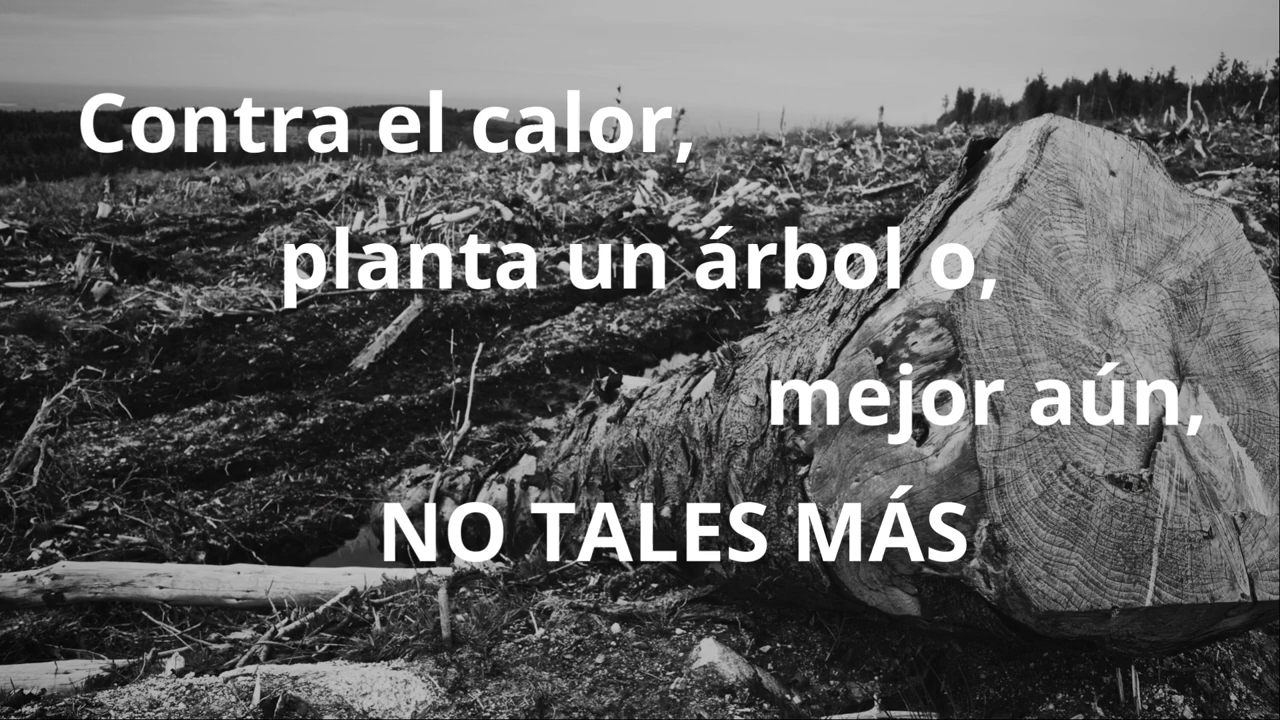 Contra el calor,
planta un árbol o,
mejor aún,
NO TALES MÁS